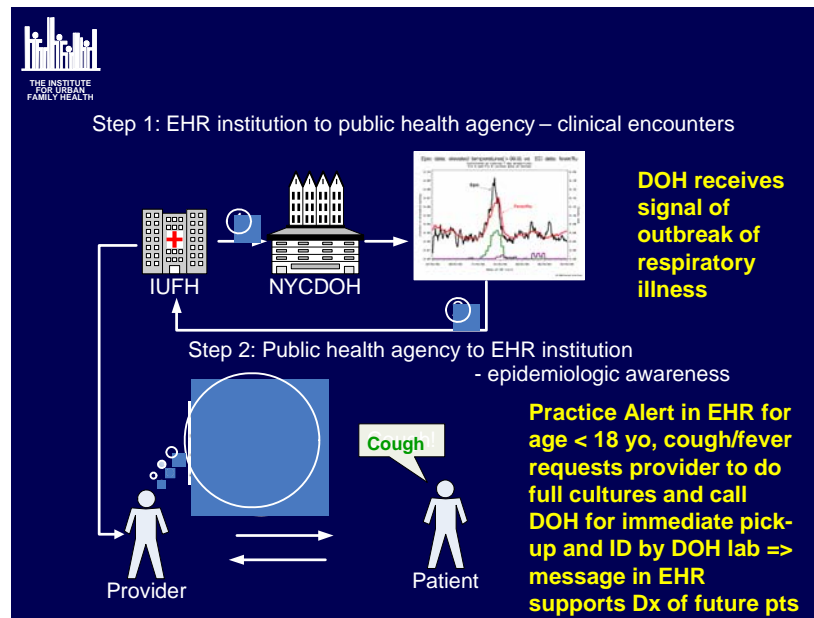 THE INSTITUTE
FOR URBAN
FAMILY HEALTH
Step 1: EHR institution to public health agency – clinical encounters
DOH receives
signal of
outbreak of
respiratory
illness
IUFH
NYCDOH
Step 2: Public health agency to EHR institution
- epidemiologic awareness
Cough
Practice Alert in EHR for
age < 18 yo, cough/fever
requests provider to do
full cultures and call
DOH for immediate pick-
up and ID by DOH lab =>
message in EHR
supports Dx of future pts
Provider
Patient